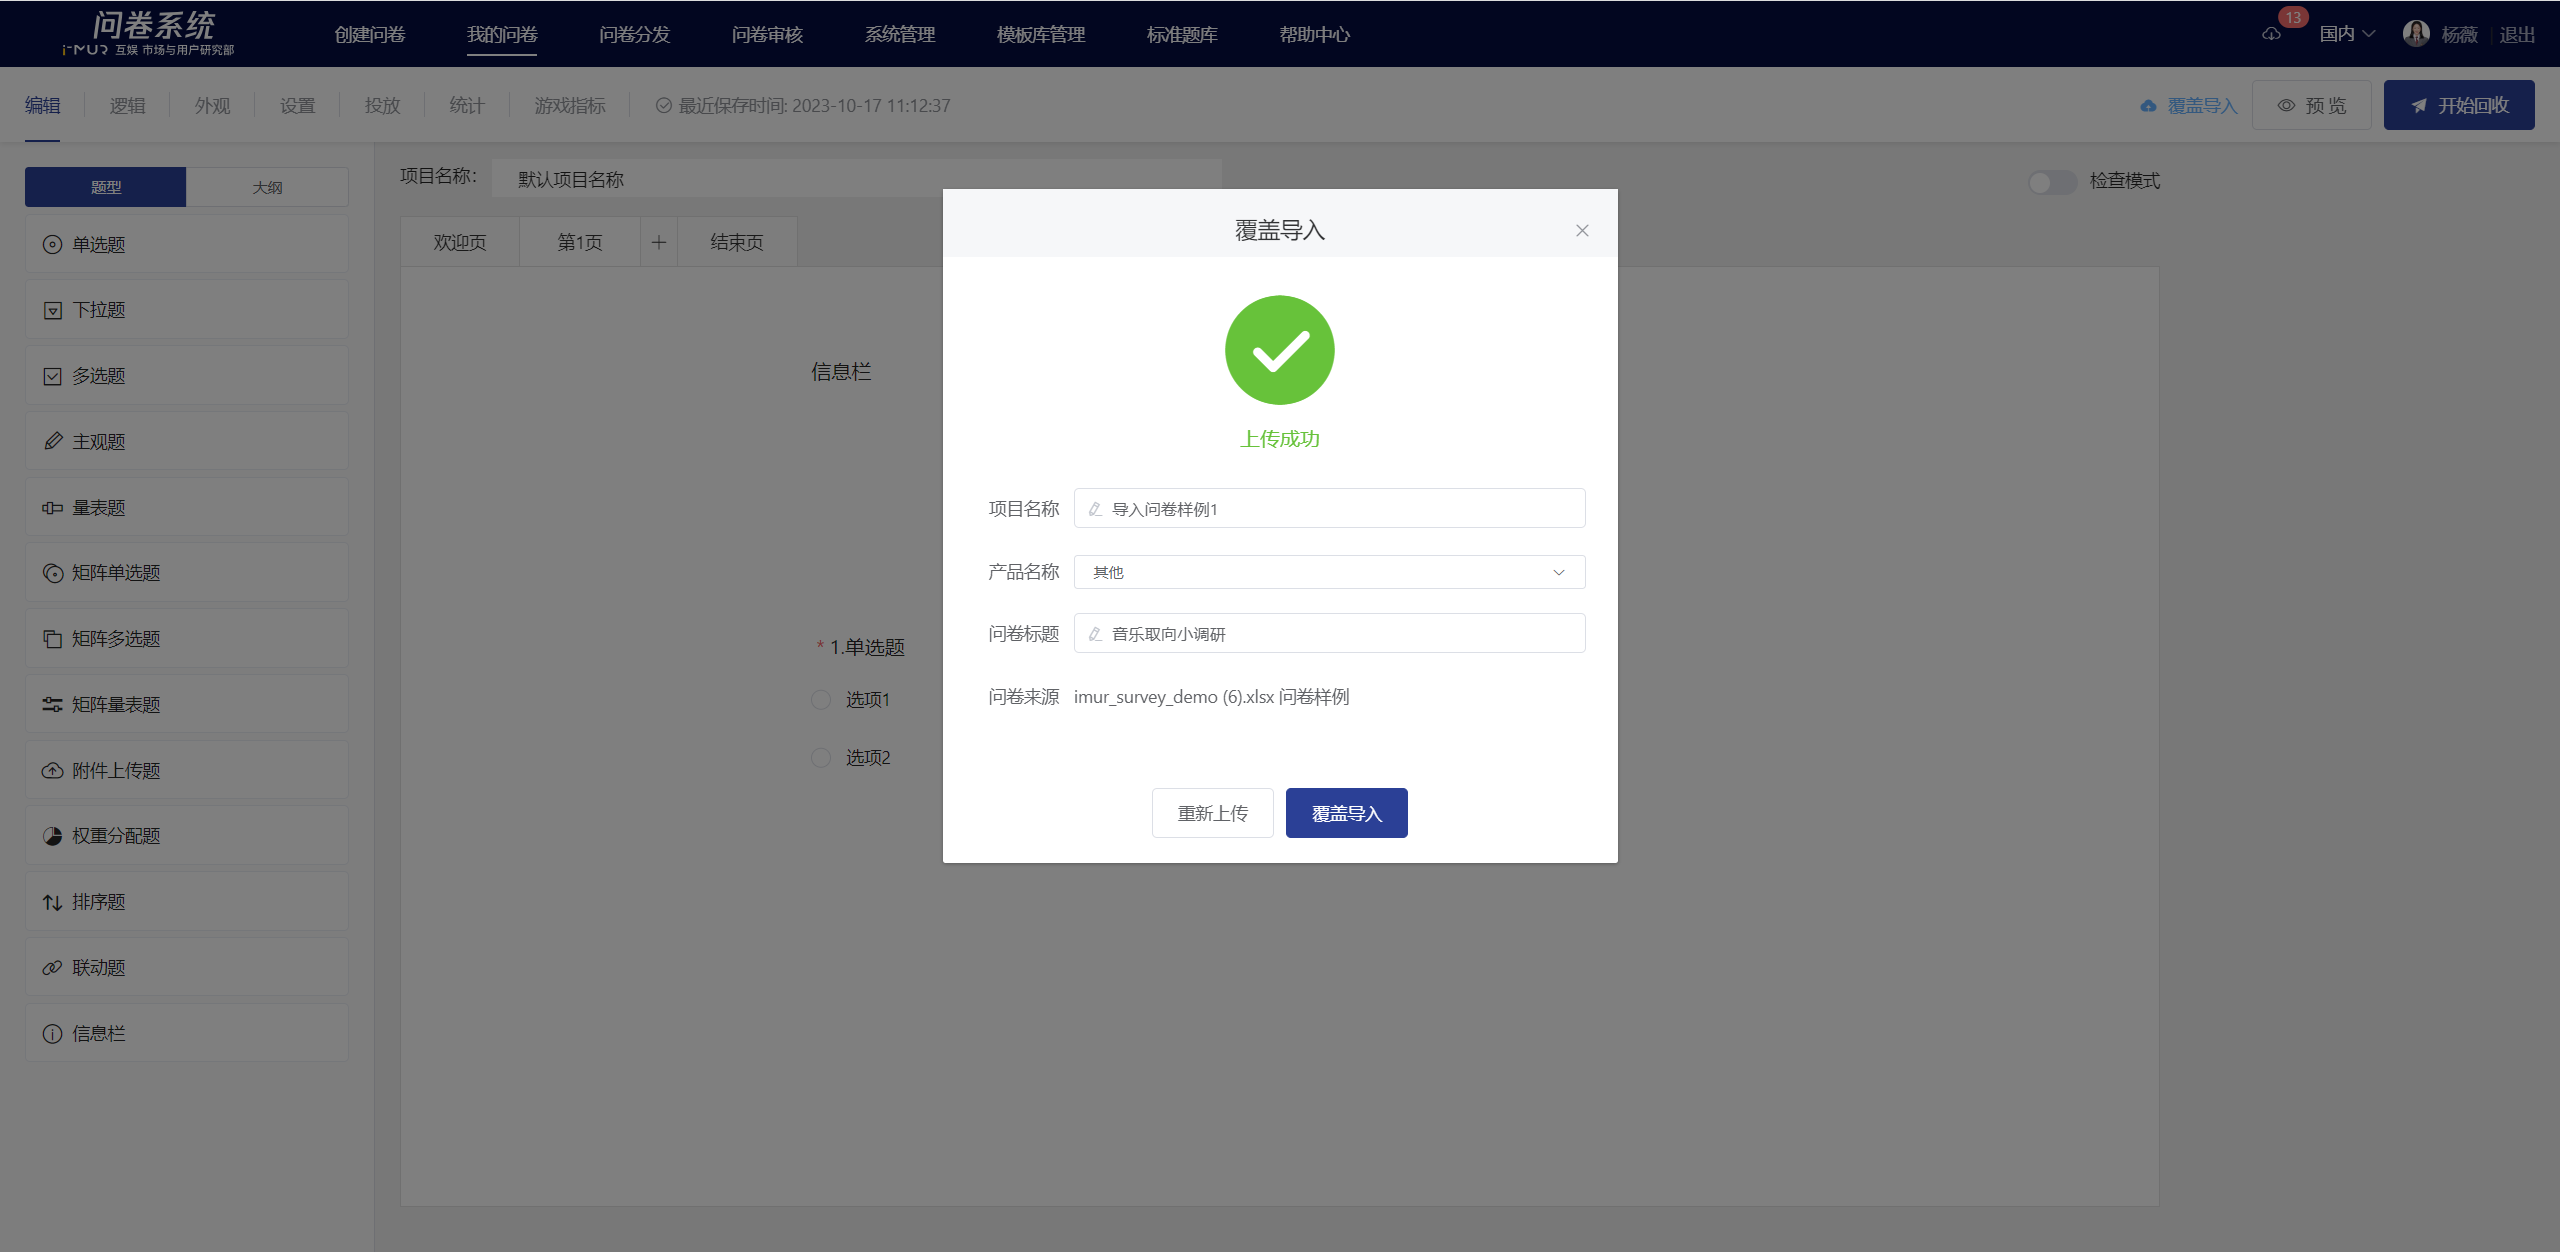 问卷系统
i-MUR 互娱 市场与用户研究部
创建问卷 我的问卷 问卷分发 问卷审核 系统管理 模板库管理 标准题库 帮助中心
13
国内 杨薇 退出
编辑 逻辑 外观 设置 投放 统计 游戏指标 最近保存时间: 2023-10-17 11:12:37
覆盖导入 预 览 开始回收
题型 大纲
单选题
下拉题
多选题
主观题
量表题
矩阵单选题
矩阵多选题
矩阵量表题
附件上传题
权重分配题
排序题
联动题
信息栏
项目名称: 默认项目名称
检查模式
欢迎页 第1页 + 结束页
信息栏
* 1.单选题
选项1
选项2
覆盖导入
上传成功
项目名称 导入问卷样例1
产品名称 其他
问卷标题 音乐取向小调研
问卷来源 imur_survey_demo (6).xlsx 问卷样例
重新上传 覆盖导入